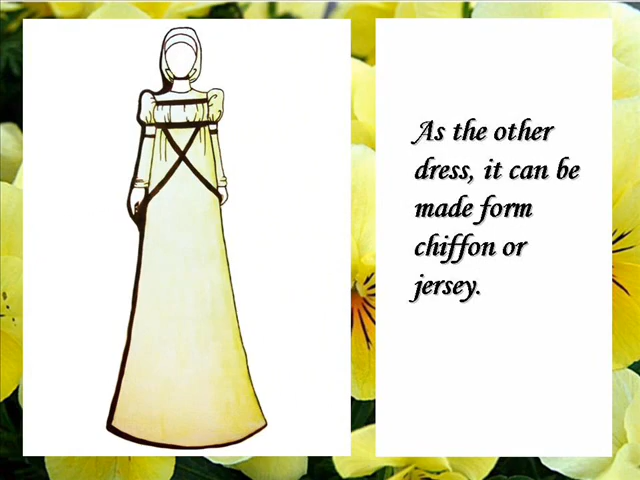 As the other
dress, it can be
made form
chiffon or
jersey.